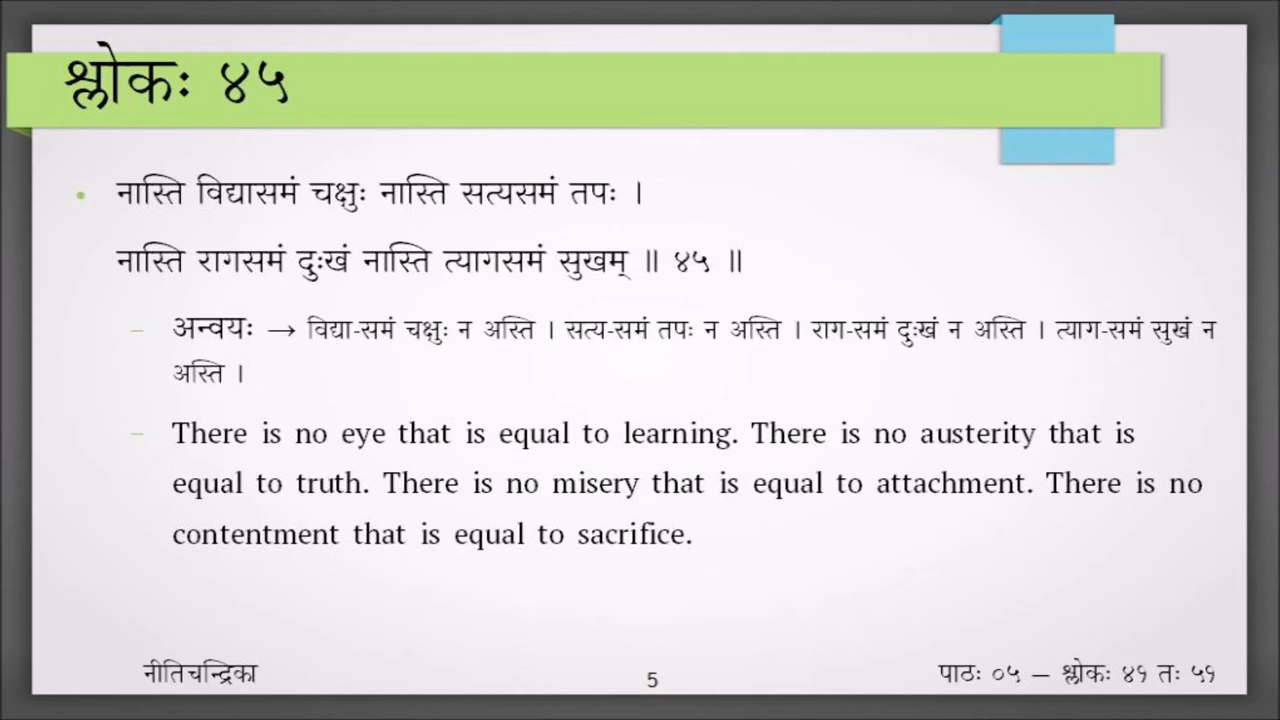 श्लोकः ४५
• नास्ति विद्यासमं चक्षुः नास्ति सत्यसमं तपः ।
नास्ति रागसमं दुःखं नास्ति त्यागसमं सुखम् ॥ ४५ ॥
– अन्वयः → विद्या-समं चक्षुः न अस्ति । सत्य-समं तपः न अस्ति । राग-समं दुःखं न अस्ति । त्याग-समं सुखं न
अस्ति ।
– There is no eye that is equal to learning. There is no austerity that is
equal to truth. There is no misery that is equal to attachment. There is no
contentment that is equal to sacrifice.
नीतिचन्द्रिका
5
पाठः ०५ – श्लोकः ४१ तः ५१